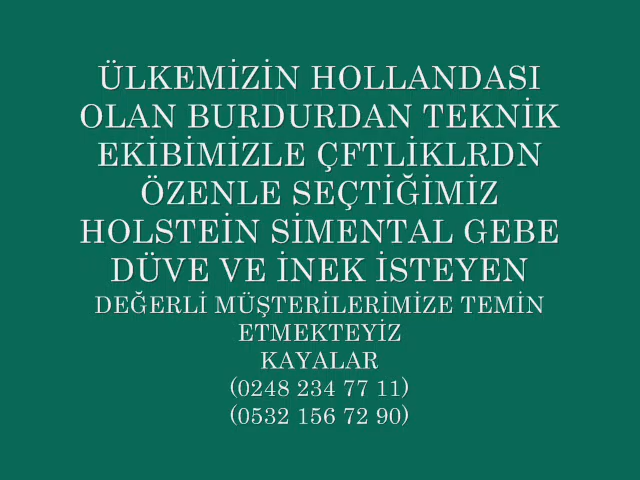 ÜLKEMİZİN HOLLANDASI
OLAN BURDURDAN TEKNİK
EKİBİMİZLE ÇFTLİKLRDN
ÖZENLE SEÇTİĞİMİZ
HOLSTEİN SİMENTAL GEBE
DÜVE VE İNEK İSTEYEN
DEĞERLİ MÜŞTERİLERİMİZE TEMİN
ETMEKTEYİZ
KAYALAR
(0248 234 77 11)
(0532 156 72 90)